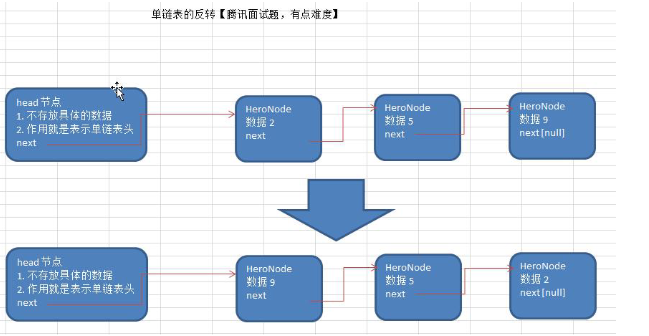 单链表的反转【腾讯面试题，有点难度】
head 节点
1. 不存放具体的数据
2. 作用就是表示单链表头
next
HeroNode
数据 2
next
HeroNode
数据 5
next
HeroNode
数据 9
next [null]
head 节点
1. 不存放具体的数据
2. 作用就是表示单链表头
next
HeroNode
数据 9
next
HeroNode
数据 5
next
HeroNode
数据 2
next [null]